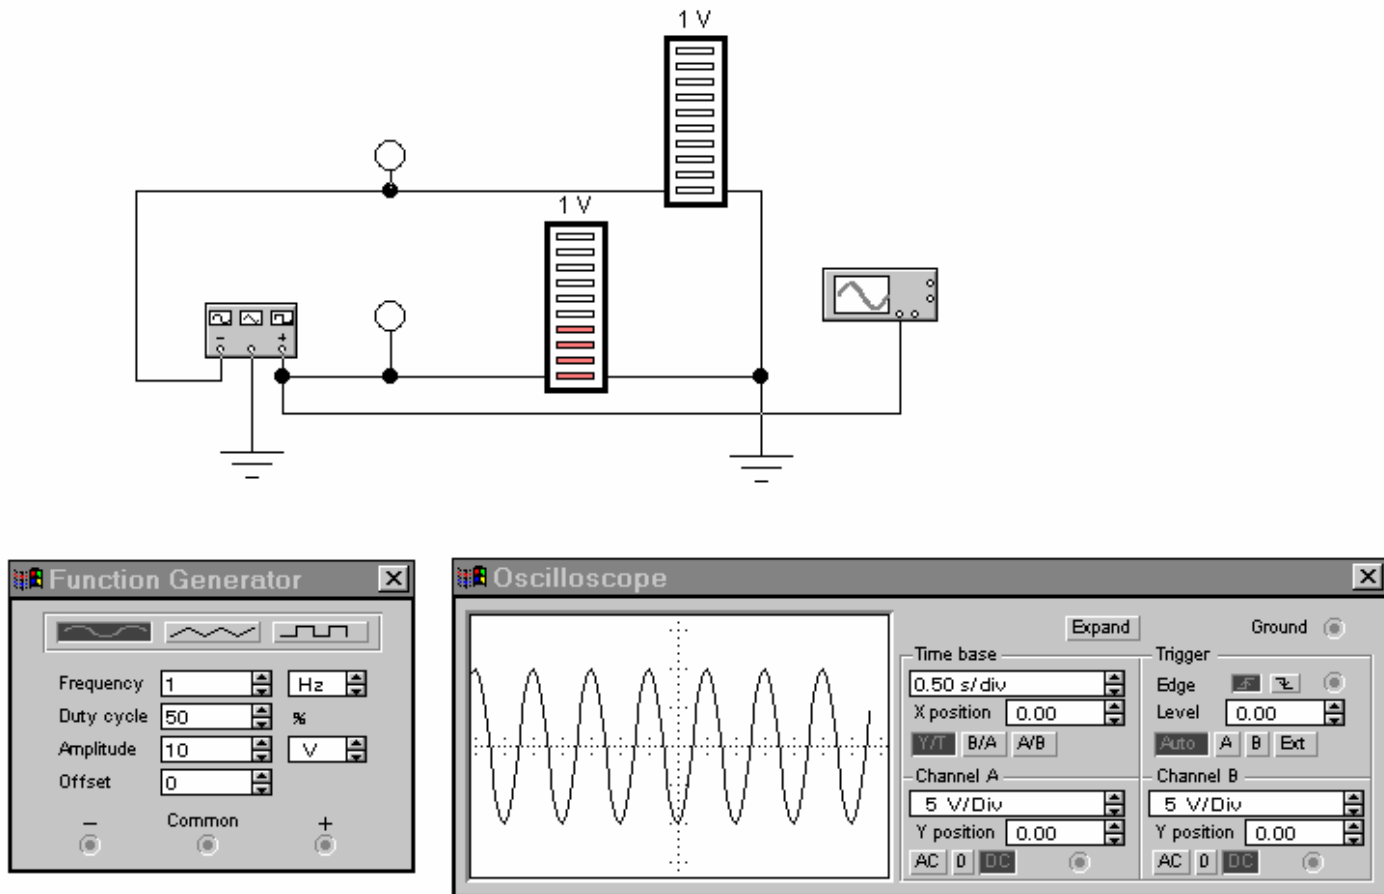 1 V
1 V
− +
Function Generator
Frequency 1 Hz
Duty cycle 50 %
Amplitude 10 V
Offset 0
− Common +
Oscilloscope
Expand Ground
Time base
0.50 s/div
X position 0.00
Y/T B/A A/B
Trigger
Edge
Level 0.00
Auto A B Ext
Channel A
5 V/Div
Y position 0.00
AC 0 DC
Channel B
5 V/Div
Y position 0.00
AC 0 DC